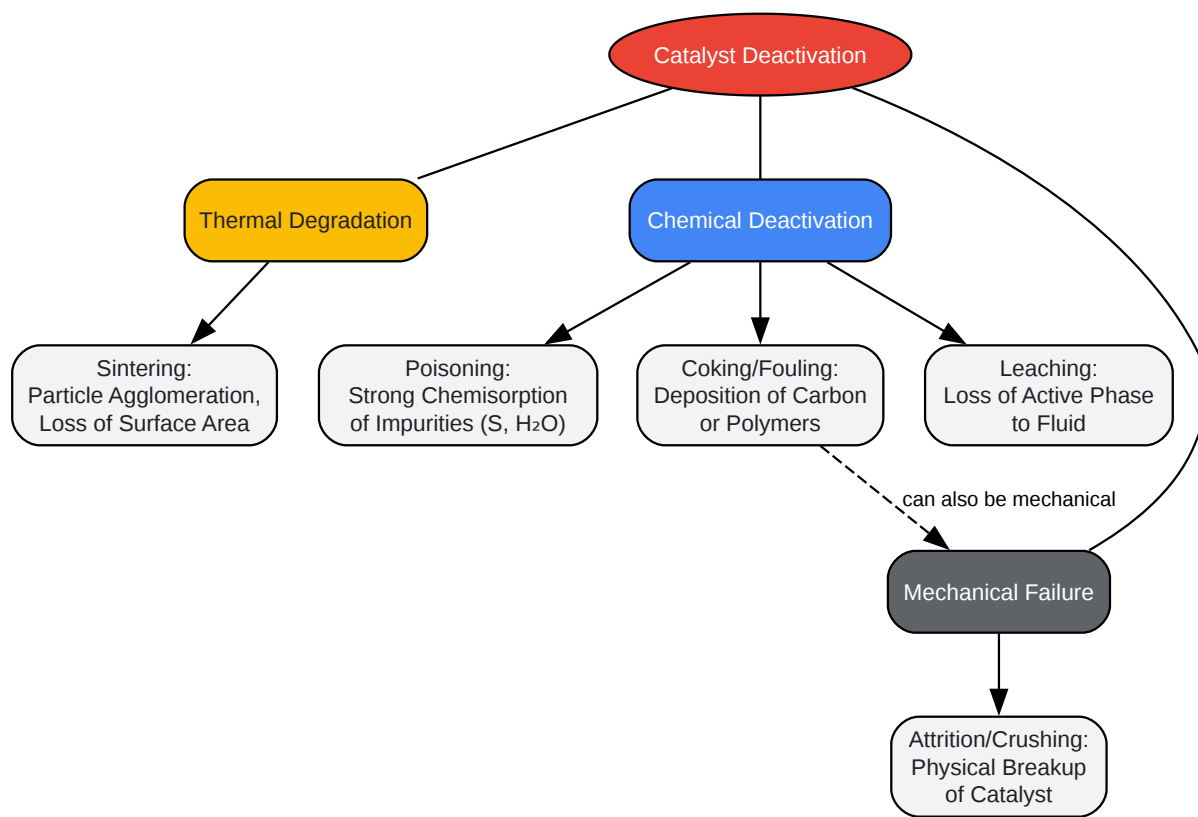 Catalyst Deactivation
Thermal Degradation
Chemical Deactivation
Sintering:
Particle Agglomeration,
Loss of Surface Area
Poisoning:
Strong Chemisorption
of Impurities (S, H₂O)
Coking/Fouling:
Deposition of Carbon
or Polymers
Leaching:
Loss of Active Phase
to Fluid
can also be mechanical
Mechanical Failure
Attrition/Crushing:
Physical Breakup
of Catalyst